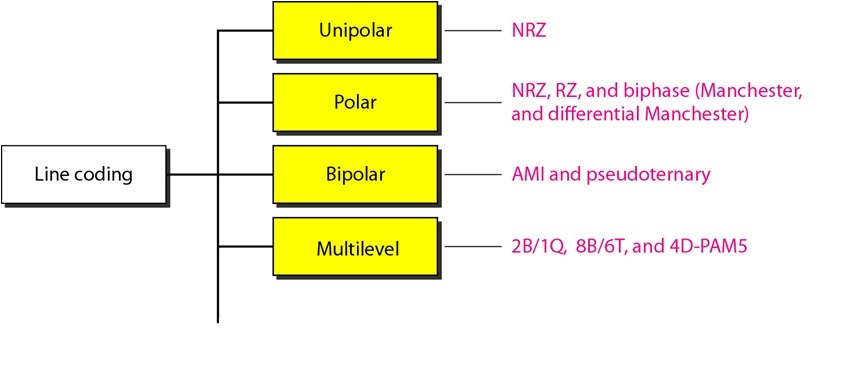 Unipolar
NRZ
Polar
NRZ, RZ, and biphase (Manchester,
and differential Manchester)
Line coding
Bipolar
AMI and pseudoternary
Multilevel
2B/1Q, 8B/6T, and 4D-PAM5